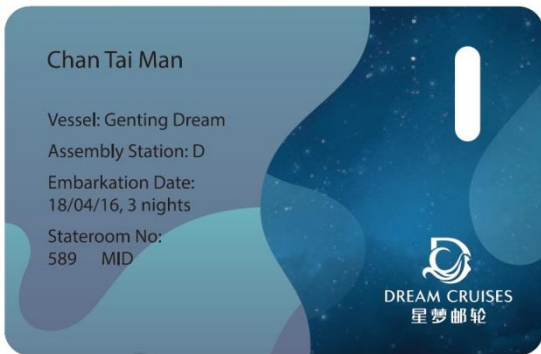 Chan Tai Man
Vessel: Genting Dream
Assembly Station: D
Embarkation Date:
18/04/16, 3 nights
Stateroom No:
589 MID
DREAM CRUISES
星梦邮轮